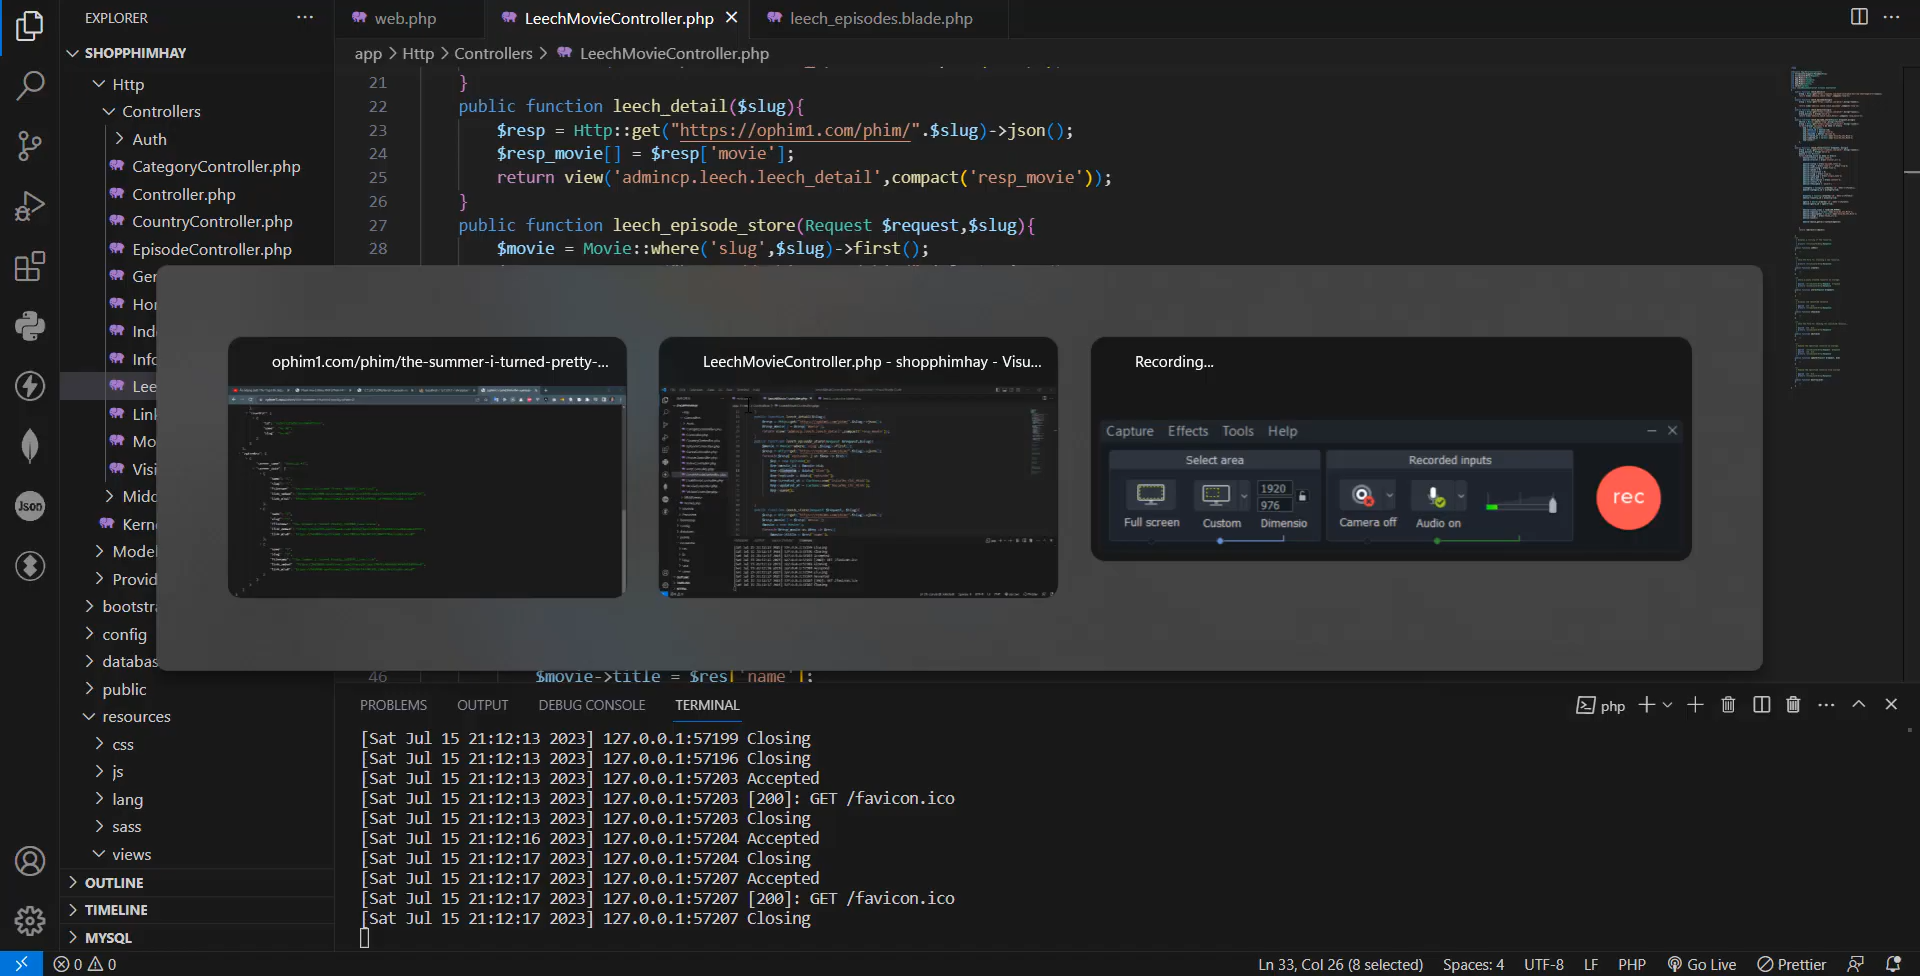 EXPLORER
SHOPPHIMHAY
Http
Controllers
Auth
CategoryController.php
Controller.php
CountryController.php
EpisodeController.php
Ger
Hor
Ind
Info
Lee
Link
Mo
Visi
Midd
Kerne
Model
Provid
bootstra
config
databas
public
resources
css
js
lang
sass
views
OUTLINE
TIMELINE
MYSQL
Json
web.php
LeechMovieController.php
leech_episodes.blade.php
app > Http > Controllers > LeechMovieController.php
21 }
22 public function leech_detail($slug){
23 $resp = Http::get("https://ophim1.com/phim/".$slug)->json();
24 $resp_movie[] = $resp['movie'];
25 return view('admincp.leech.leech_detail',compact('resp_movie'));
26 }
27 public function leech_episode_store(Request $request,$slug){
28 $movie = Movie::where('slug',$slug)->first();
ophim1.com/phim/the-summer-i-turned-pretty-...
LeechMovieController.php - shopphimhay - Visu...
Recording...
Capture Effects Tools Help
Select area
Recorded inputs
1920
976
Full screen
Custom
Dimensio
Camera off
Audio on
rec
46 $movie->title = $res['name'];
PROBLEMS OUTPUT DEBUG CONSOLE TERMINAL
php
[Sat Jul 15 21:12:13 2023] 127.0.0.1:57199 Closing
[Sat Jul 15 21:12:13 2023] 127.0.0.1:57196 Closing
[Sat Jul 15 21:12:13 2023] 127.0.0.1:57203 Accepted
[Sat Jul 15 21:12:13 2023] 127.0.0.1:57203 [200]: GET /favicon.ico
[Sat Jul 15 21:12:13 2023] 127.0.0.1:57203 Closing
[Sat Jul 15 21:12:16 2023] 127.0.0.1:57204 Accepted
[Sat Jul 15 21:12:17 2023] 127.0.0.1:57204 Closing
[Sat Jul 15 21:12:17 2023] 127.0.0.1:57207 Accepted
[Sat Jul 15 21:12:17 2023] 127.0.0.1:57207 [200]: GET /favicon.ico
[Sat Jul 15 21:12:17 2023] 127.0.0.1:57207 Closing
0 0
Ln 33, Col 26 (8 selected) Spaces: 4 UTF-8 LF PHP Go Live Prettier